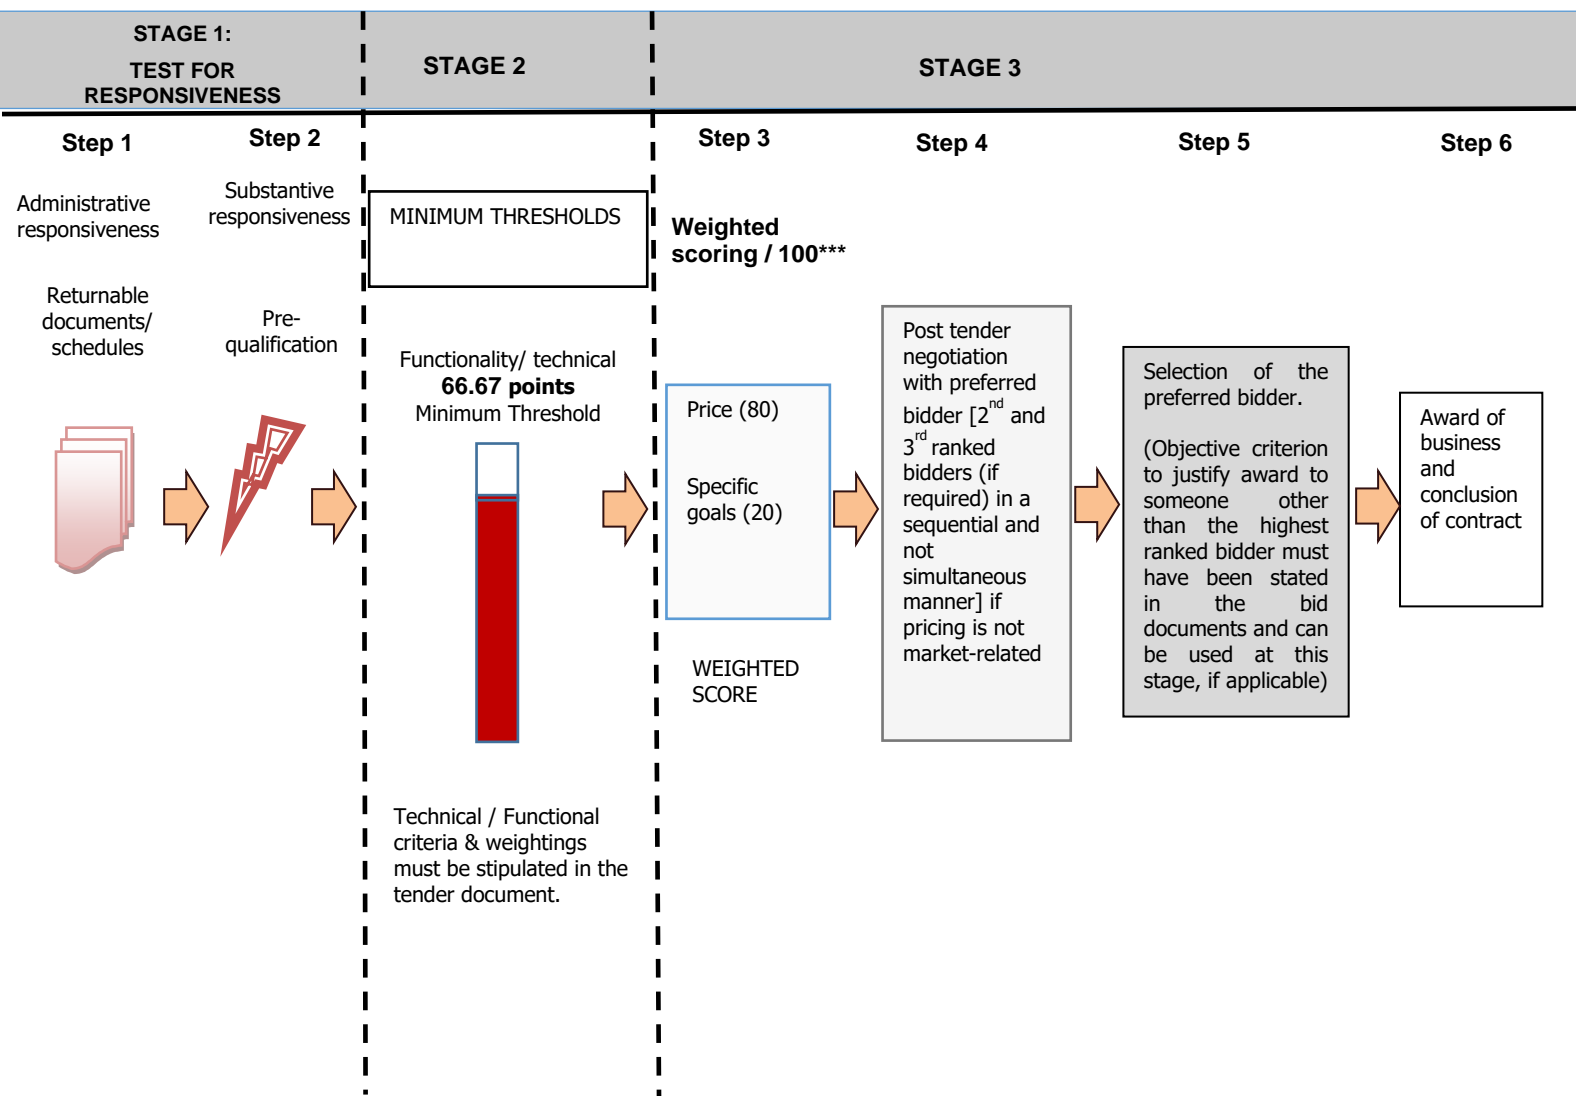 STAGE 1:
TEST FOR
RESPONSIVENESS
STAGE 2
STAGE 3
Step 1
Step 2
Step 3
Step 4
Step 5
Step 6
Administrative
responsiveness
Returnable
documents/
schedules
Substantive
responsiveness
Pre-
qualification
MINIMUM THRESHOLDS
Functionality/ technical
66.67 points
Minimum Threshold
Technical / Functional
criteria & weightings
must be stipulated in the
tender document.
Weighted
scoring / 100***
Price (80)
Specific
goals (20)
WEIGHTED
SCORE
Post tender
negotiation
with preferred
bidder [2nd and
3rd ranked
bidders (if
required) in a
sequential and
not
simultaneous
manner] if
pricing is not
market-related
Selection of the
preferred bidder.
(Objective criterion
to justify award to
someone other
than the highest
ranked bidder must
have been stated
in the bid
documents and can
be used at this
stage, if applicable)
Award of
business
and
conclusion
of contract